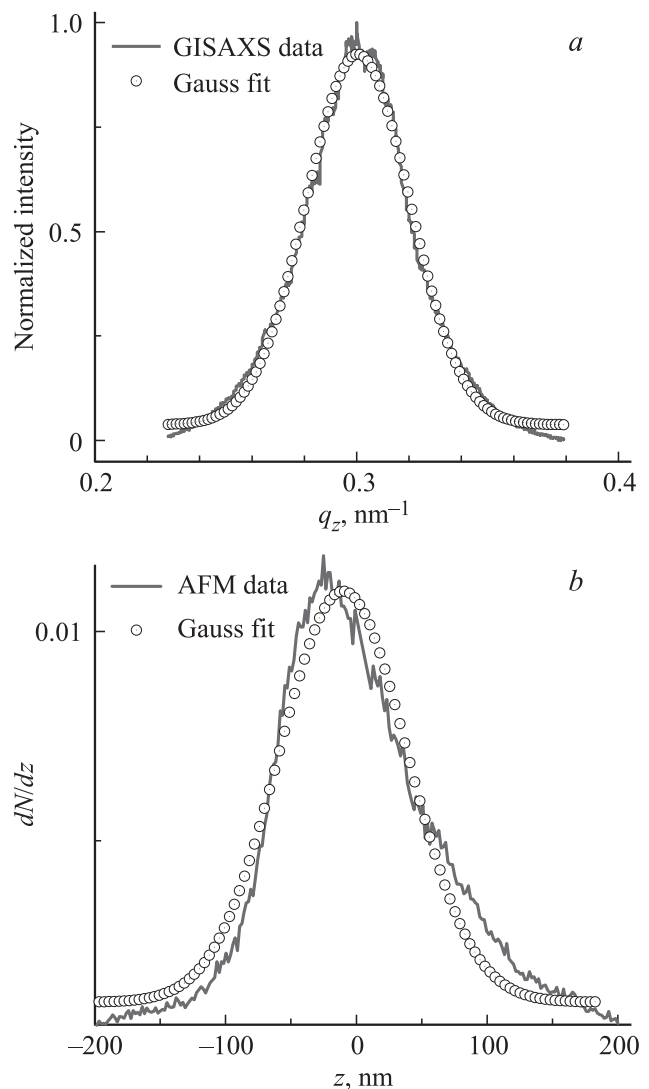 1.0
GISAXS data
a
Gauss fit
Normalized intensity
0.5
0
0.2
0.3
0.4
q_z, nm⁻¹
AFM data
b
Gauss fit
0.01
dN/dz
−200
−100
0
100
200
z, nm